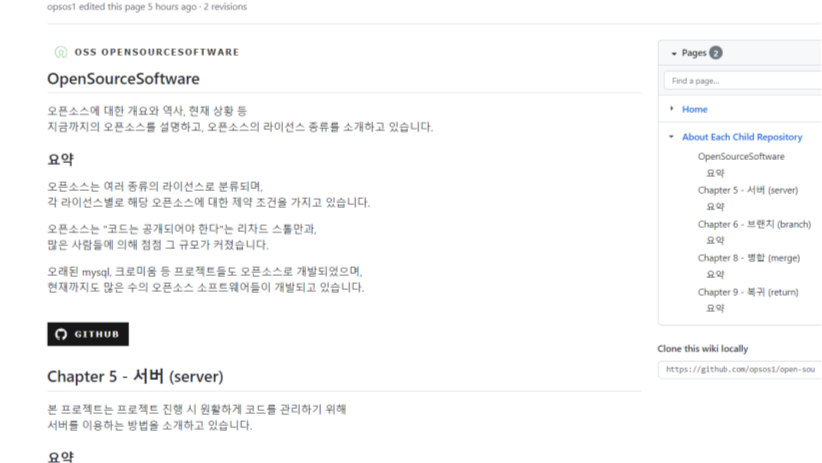 opsos1 edited this page 5 hours ago · 2 revisions
OSS OPENSOURCESOFTWARE
OpenSourceSoftware
오픈소스에 대한 개요와 역사, 현재 상황 등
지금까지의 오픈소스를 설명하고, 오픈소스의 라이선스 종류를 소개하고 있습니다.
요약
오픈소스는 여러 종류의 라이선스로 분류되며,
각 라이선스별로 해당 오픈소스에 대한 제약 조건을 가지고 있습니다.
오픈소스는 "코드는 공개되어야 한다"는 리차드 스톨만과,
많은 사람들에 의해 점점 그 규모가 커졌습니다.
오래된 mysql, 크로미움 등 프로젝트들도 오픈소스로 개발되었으며,
현재까지도 많은 수의 오픈소스 소프트웨어들이 개발되고 있습니다.
GITHUB
Chapter 5 - 서버 (server)
본 프로젝트는 프로젝트 진행 시 원활하게 코드를 관리하기 위해
서버를 이용하는 방법을 소개하고 있습니다.
요약
Pages 2
Find a page...
Home
About Each Child Repository
OpenSourceSoftware
요약
Chapter 5 - 서버 (server)
요약
Chapter 6 - 브랜치 (branch)
요약
Chapter 8 - 병합 (merge)
요약
Chapter 9 - 복귀 (return)
요약
Clone this wiki locally
https://github.com/opsos1/open-sou